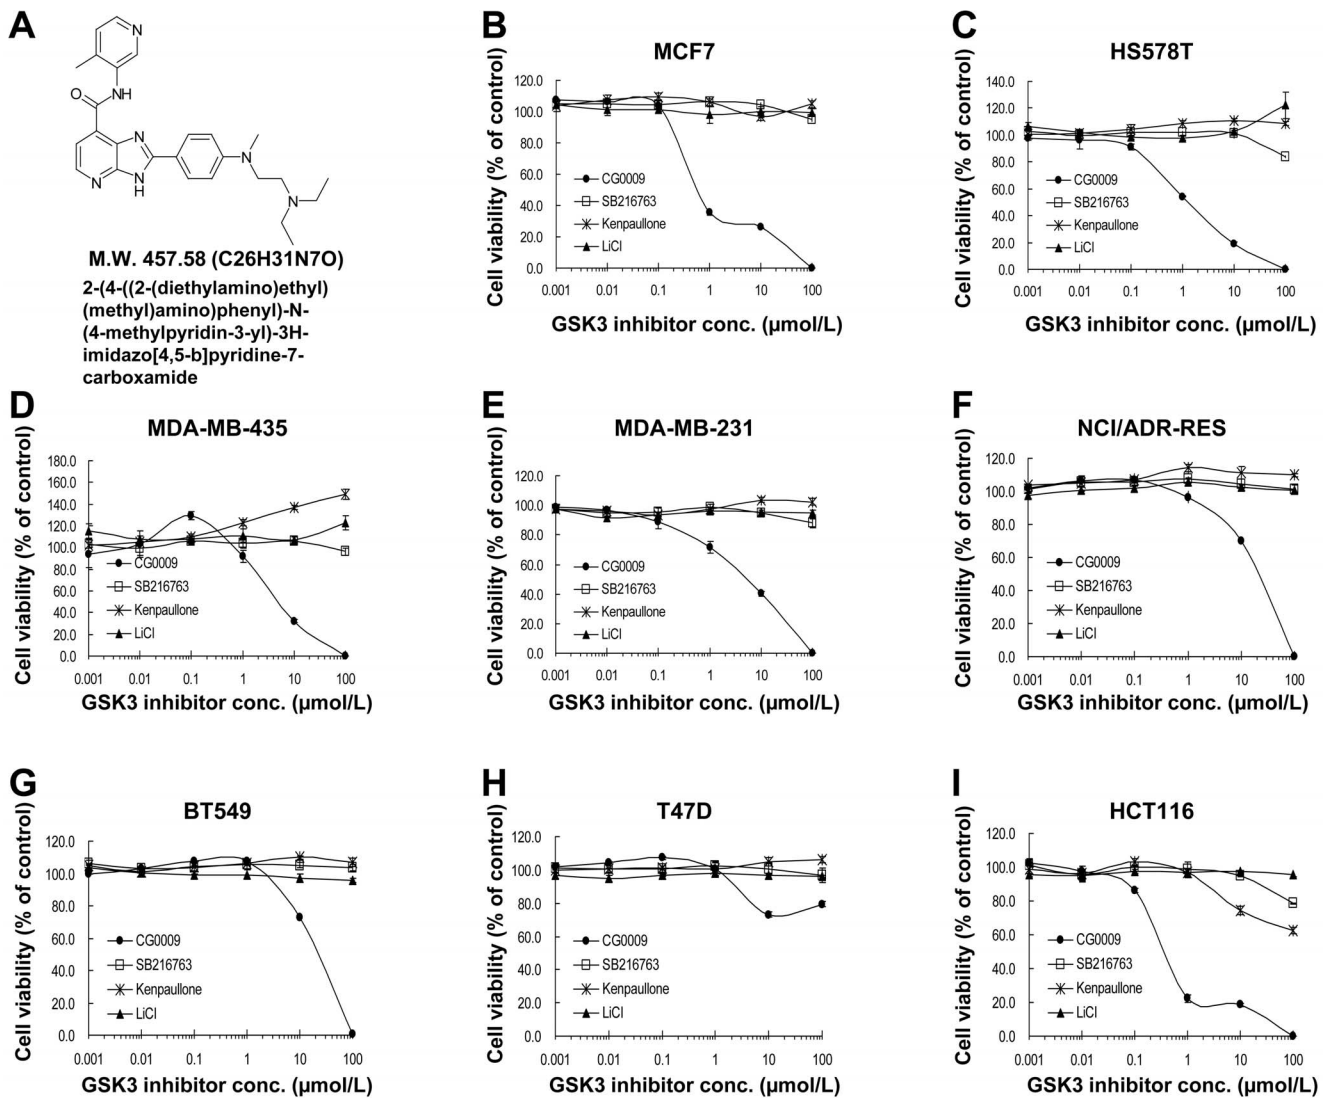 A
N
NH
O
N
N
N
H
N
N
M.W. 457.58 (C26H31N7O)
2-(4-((2-(diethylamino)ethyl)
(methyl)amino)phenyl)-N-
(4-methylpyridin-3-yl)-3H-
imidazo[4,5-b]pyridine-7-
carboxamide
B
MCF7
Cell viability (% of control)
120.0
100.0
80.0
60.0
40.0
20.0
0.0
CG0009
SB216763
Kenpaullone
LiCl
0.001 0.01 0.1 1 10 100
GSK3 inhibitor conc. (µmol/L)
C
HS578T
Cell viability (% of control)
140.0
120.0
100.0
80.0
60.0
40.0
20.0
0.0
CG0009
SB216763
Kenpaullone
LiCl
0.001 0.01 0.1 1 10 100
GSK3 inhibitor conc. (µmol/L)
D
MDA-MB-435
Cell viability (% of control)
180.0
160.0
140.0
120.0
100.0
80.0
60.0
40.0
20.0
0.0
CG0009
SB216763
Kenpaullone
LiCl
0.001 0.01 0.1 1 10 100
GSK3 inhibitor conc. (µmol/L)
E
MDA-MB-231
Cell viability (% of control)
120
100
80
60
40
20
0
CG0009
SB216763
Kenpaullone
LiCl
0.001 0.01 0.1 1 10 100
GSK3 inhibitor conc. (µmol/L)
F
NCI/ADR-RES
Cell viability (% of control)
120.0
100.0
80.0
60.0
40.0
20.0
0.0
CG0009
SB216763
Kenpaullone
LiCl
0.001 0.01 0.1 1 10 100
GSK3 inhibitor conc. (µmol/L)
G
BT549
Cell viability (% of control)
120.0
100.0
80.0
60.0
40.0
20.0
0.0
CG0009
SB216763
Kenpaullone
LiCl
0.001 0.01 0.1 1 10 100
GSK3 inhibitor conc. (µmol/L)
H
T47D
Cell viability (% of control)
120.0
100.0
80.0
60.0
40.0
20.0
0.0
CG0009
SB216763
Kenpaullone
LiCl
0.001 0.01 0.1 1 10 100
GSK3 inhibitor conc. (µmol/L)
I
HCT116
Cell viability (% of control)
120.0
100.0
80.0
60.0
40.0
20.0
0.0
CG0009
SB216763
Kenpaullone
LiCl
0.001 0.01 0.1 1 10 100
GSK3 inhibitor conc. (µmol/L)